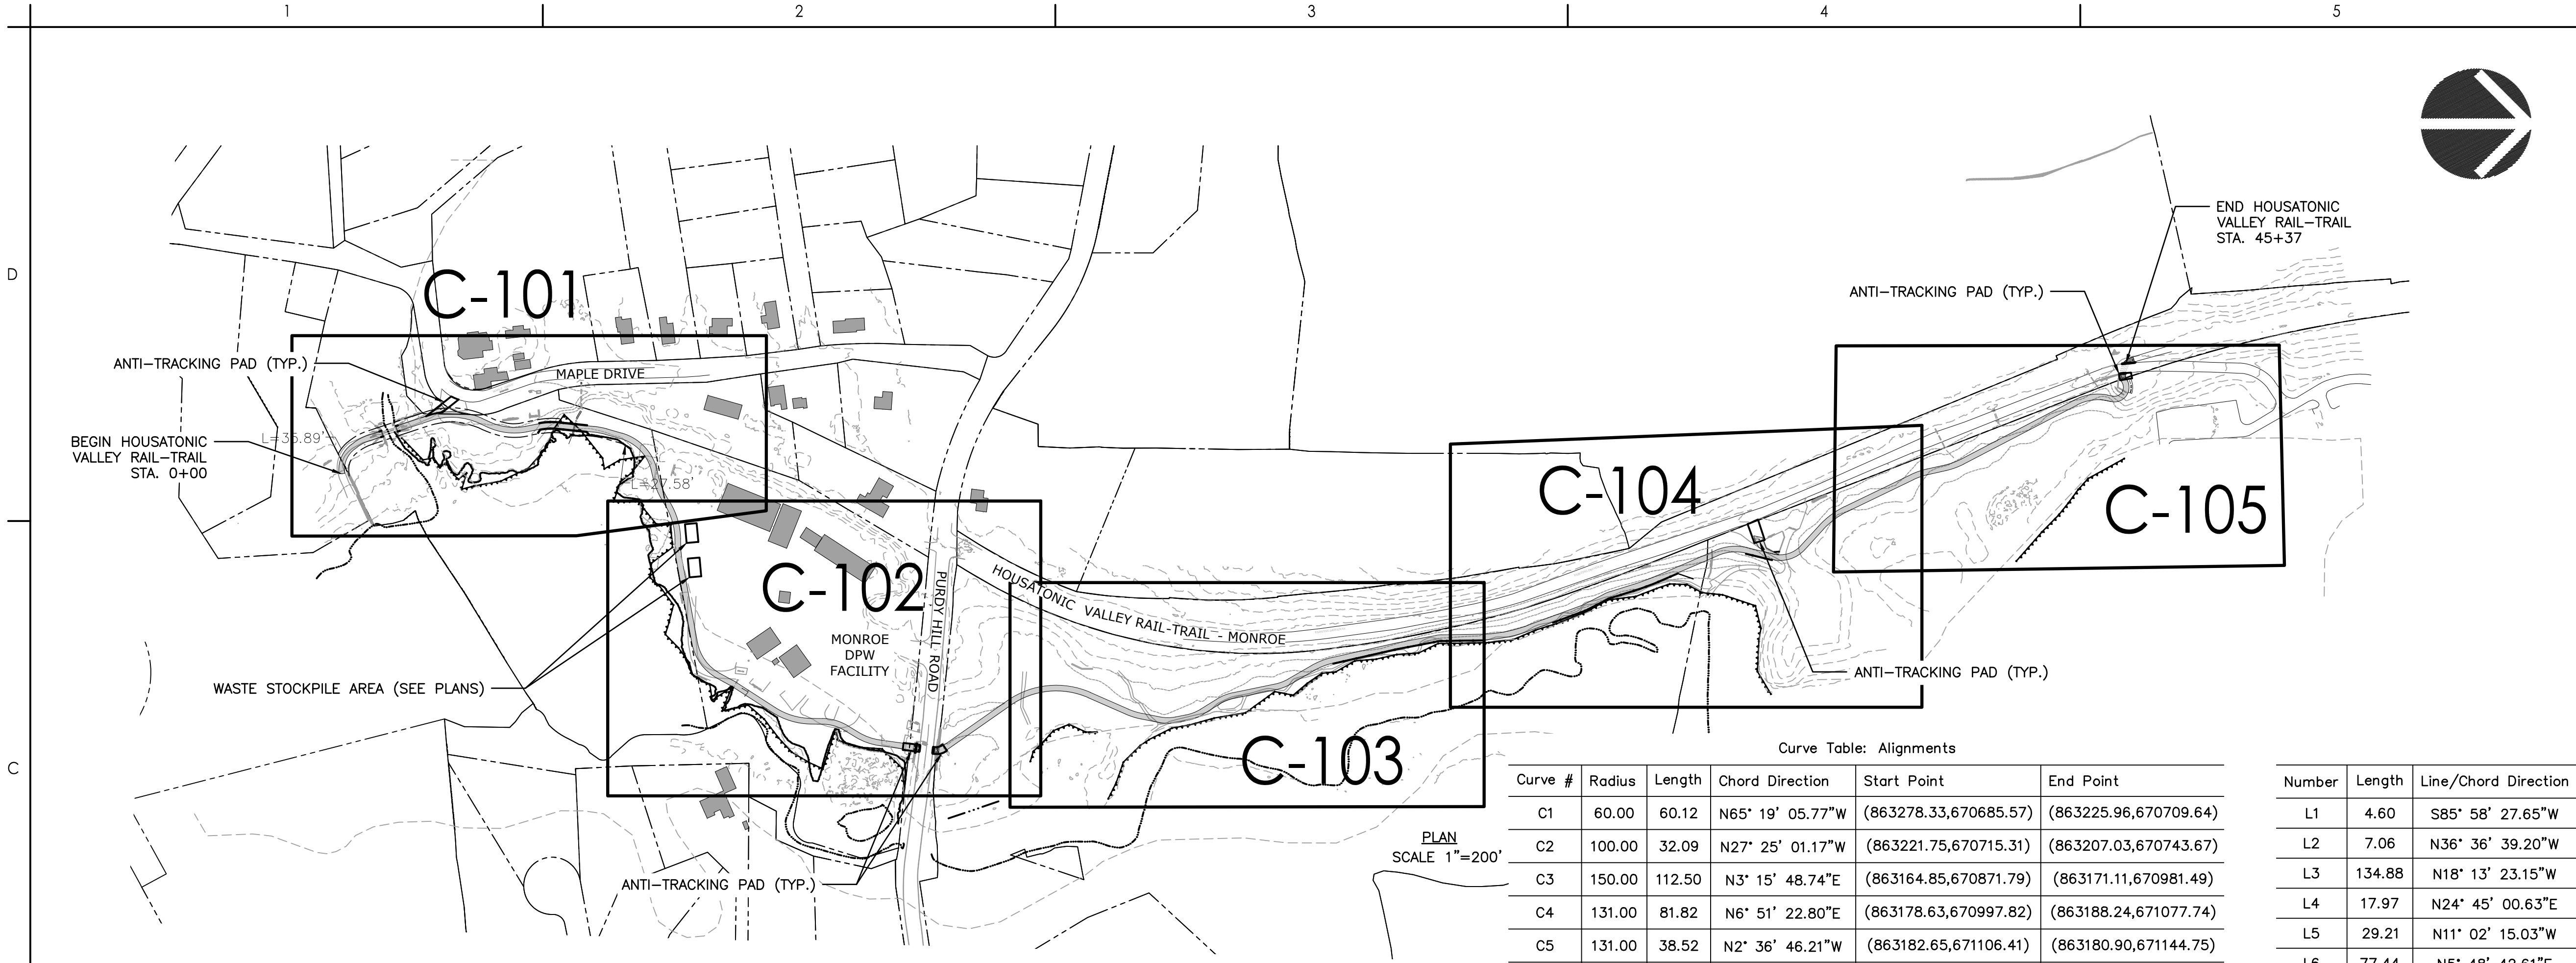 1
2
3
4
5
D
C
END HOUSATONIC
VALLEY RAIL-TRAIL
STA. 45+37
ANTI-TRACKING PAD (TYP.)
C-101
ANTI-TRACKING PAD (TYP.)
MAPLE DRIVE
BEGIN HOUSATONIC
VALLEY RAIL-TRAIL
STA. 0+00
L=35.89'
L=27.58'
C-104
C-105
C-102
PURDY HILL ROAD
HOUSATONIC VALLEY RAIL-TRAIL - MONROE
MONROE
DPW
FACILITY
WASTE STOCKPILE AREA (SEE PLANS)
ANTI-TRACKING PAD (TYP.)
C-103
ANTI-TRACKING PAD (TYP.)
PLAN
SCALE 1"=200'
Curve Table: Alignments
Curve # Radius Length Chord Direction Start Point End Point
C1 60.00 60.12 N65° 19' 05.77"W (863278.33,670685.57) (863225.96,670709.64)
C2 100.00 32.09 N27° 25' 01.17"W (863221.75,670715.31) (863207.03,670743.67)
C3 150.00 112.50 N3° 15' 48.74"E (863164.85,670871.79) (863171.11,670981.49)
C4 131.00 81.82 N6° 51' 22.80"E (863178.63,670997.82) (863188.24,671077.74)
C5 131.00 38.52 N2° 36' 46.21"W (863182.65,671106.41) (863180.90,671144.75)
Number Length Line/Chord Direction
L1 4.60 S85° 58' 27.65"W
L2 7.06 N36° 36' 39.20"W
L3 134.88 N18° 13' 23.15"W
L4 17.97 N24° 45' 00.63"E
L5 29.21 N11° 02' 15.03"W
L6 77.44 N5° 48' 42.61"E